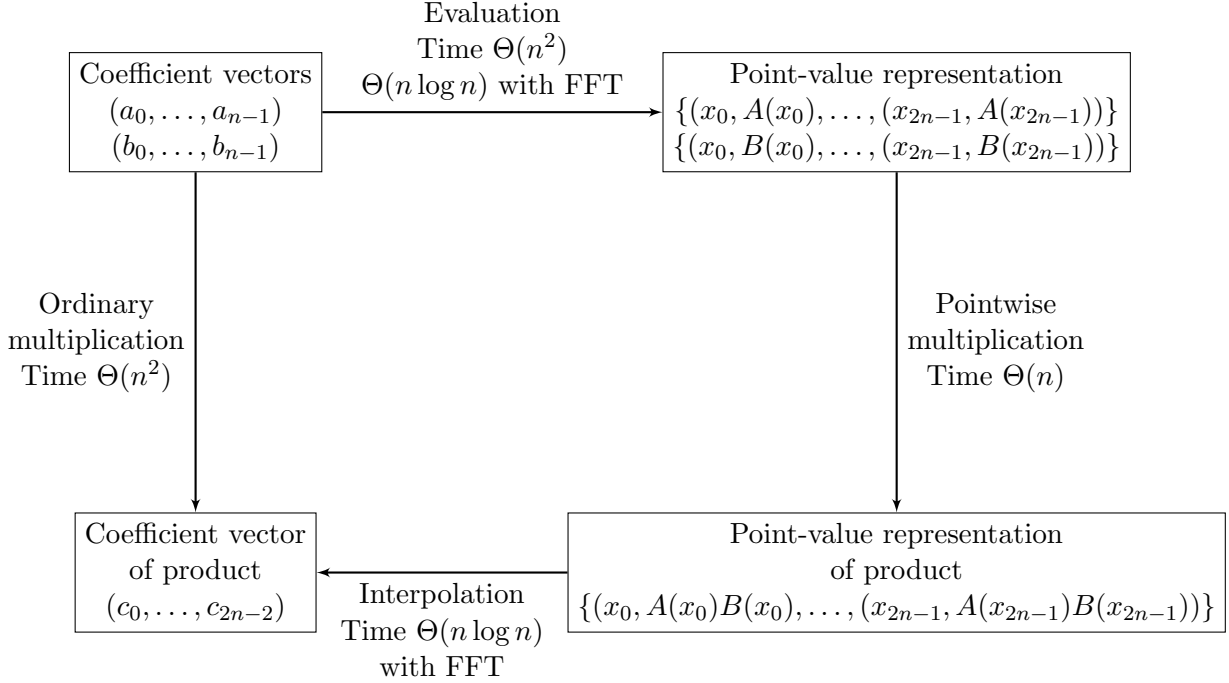 Evaluation
Time Θ(n²)
Θ(n log n) with FFT
Coefficient vectors
(a₀, . . . , aₙ₋₁)
(b₀, . . . , bₙ₋₁)
Point-value representation
{(x₀, A(x₀), . . . , (x₂ₙ₋₁, A(x₂ₙ₋₁))}
{(x₀, B(x₀), . . . , (x₂ₙ₋₁, B(x₂ₙ₋₁))}
Ordinary
multiplication
Time Θ(n²)
Pointwise
multiplication
Time Θ(n)
Coefficient vector
of product
(c₀, . . . , c₂ₙ₋₂)
Interpolation
Time Θ(n log n)
with FFT
Point-value representation
of product
{(x₀, A(x₀)B(x₀), . . . , (x₂ₙ₋₁, A(x₂ₙ₋₁)B(x₂ₙ₋₁))}